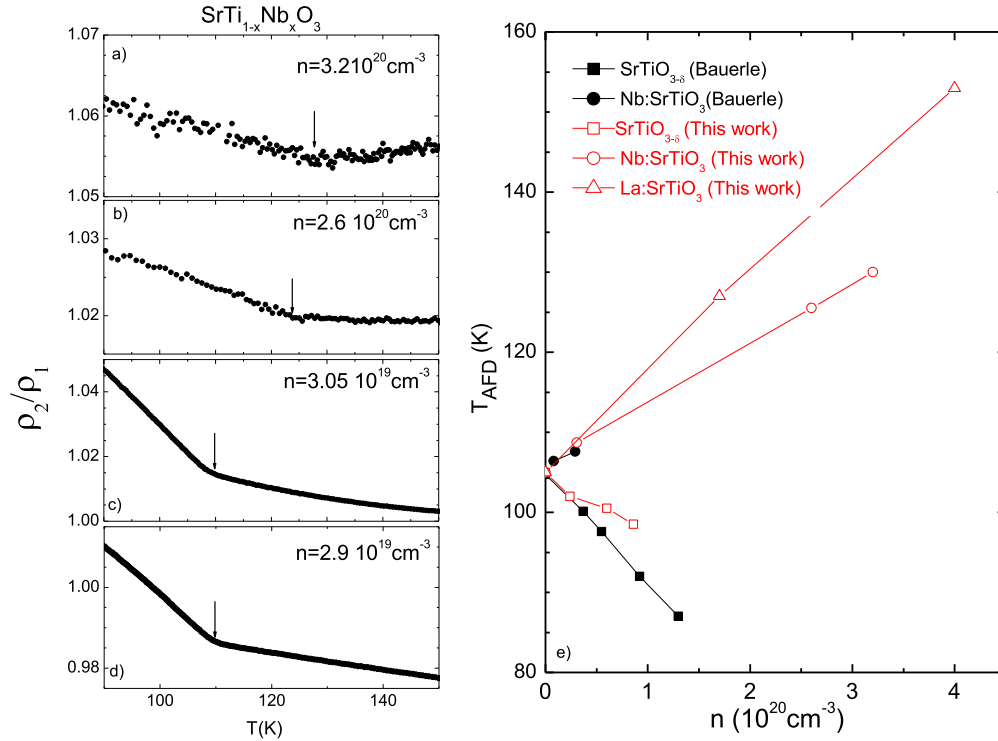 SrTi₁₋ₓNbₓO₃
a)
n=3.210²⁰cm⁻³
1.07
1.06
1.05
b)
n=2.6 10²⁰cm⁻³
1.03
1.02
n=3.05 10¹⁹cm⁻³
1.04
1.02
1.00
c)
n=2.9 10¹⁹cm⁻³
1.00
0.98
d)
100 120 140
T(K)
ρ₂/ρ₁
160
140
120
100
80
T_AFD (K)
SrTiO₃₋δ (Bauerle)
Nb:SrTiO₃(Bauerle)
SrTiO₃₋δ (This work)
Nb:SrTiO₃ (This work)
La:SrTiO₃ (This work)
e)
0 1 2 3 4
n (10²⁰cm⁻³)